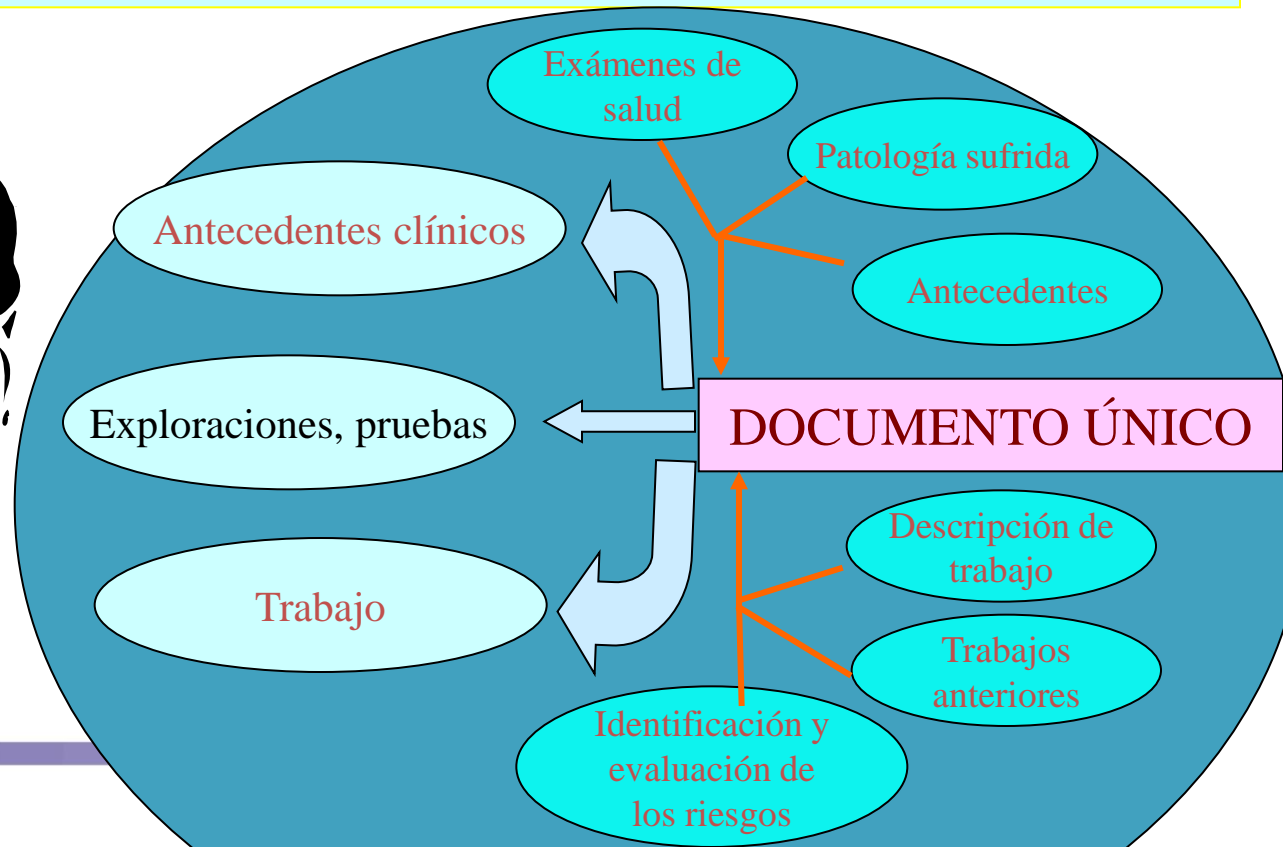 Exámenes de
salud
Patología sufrida
Antecedentes clínicos
Antecedentes
Exploraciones, pruebas
DOCUMENTO ÚNICO
Descripción de
trabajo
Trabajo
Trabajos
anteriores
Identificación y
evaluación de
los riesgos